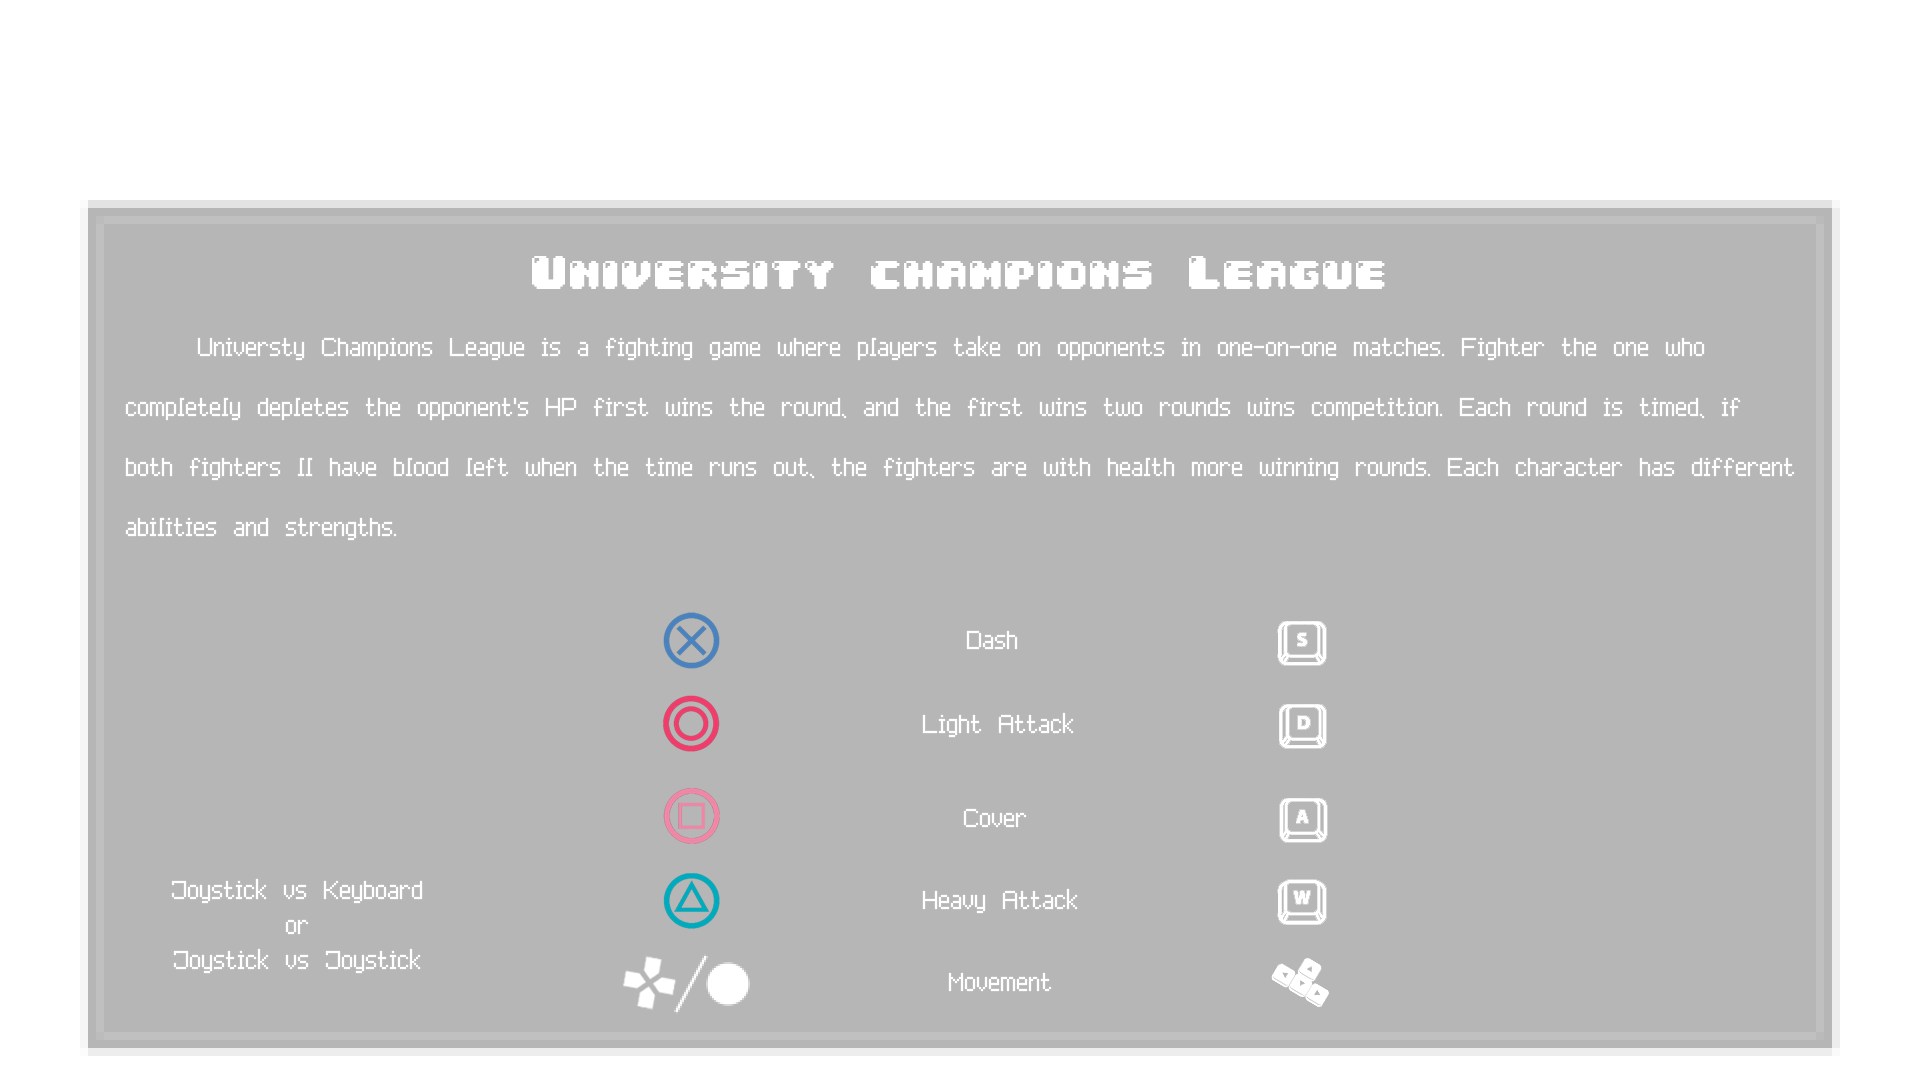 University champions League
Universty Champions League is a fighting game where players take on opponents in one-on-one matches. Fighter the one who
completely depletes the opponent's HP first wins the round, and the first wins two rounds wins competition. Each round is timed, if
both fighters ll have blood left when the time runs out, the fighters are with health more winning rounds. Each character has different
abilities and strengths.
Dash S
Light Attack D
Cover A
Joystick vs Keyboard
Heavy Attack W
or
Joystick vs Joystick
Movement